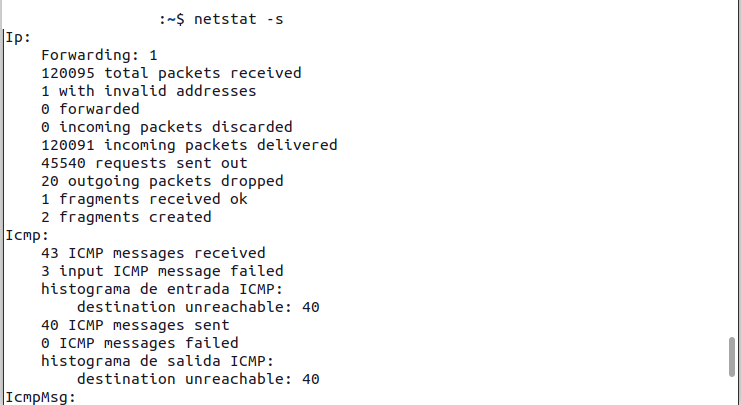 :~$ netstat -s
Ip:
Forwarding: 1
120095 total packets received
1 with invalid addresses
0 forwarded
0 incoming packets discarded
120091 incoming packets delivered
45540 requests sent out
20 outgoing packets dropped
1 fragments received ok
2 fragments created
Icmp:
43 ICMP messages received
3 input ICMP message failed
histograma de entrada ICMP:
destination unreachable: 40
40 ICMP messages sent
0 ICMP messages failed
histograma de salida ICMP:
destination unreachable: 40
IcmpMsg: